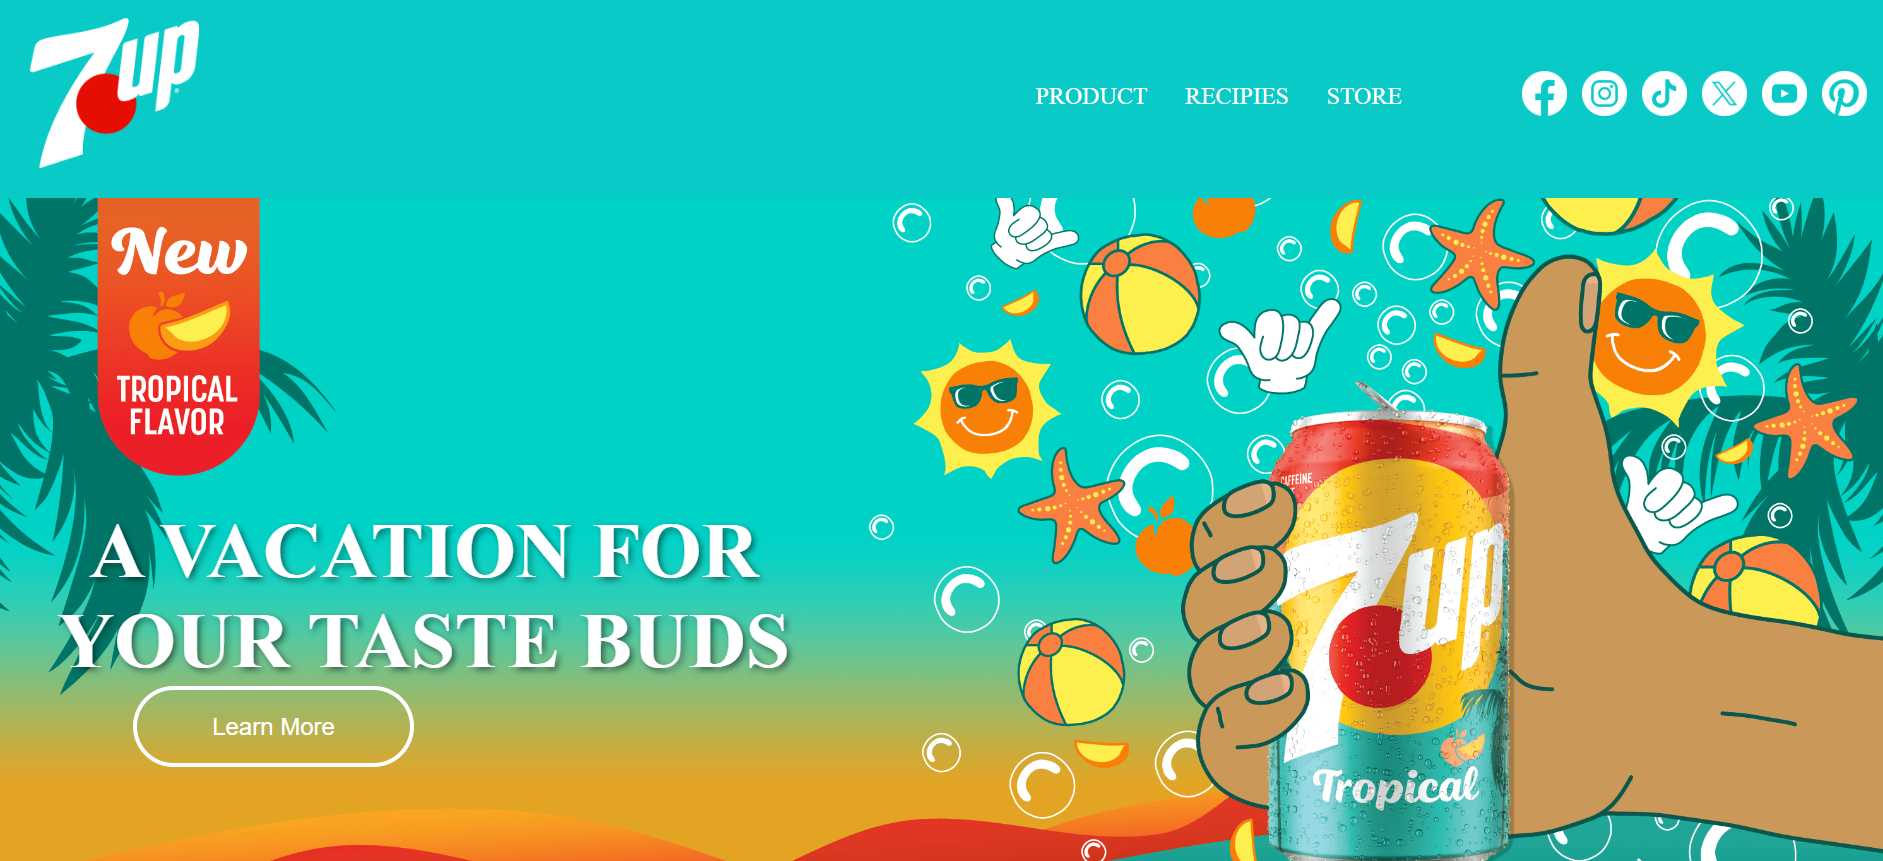 7up
PRODUCT RECIPIES STORE
New
TROPICAL
FLAVOR
A VACATION FOR
YOUR TASTE BUDS
Learn More
CAFFEINE
7up
Tropical